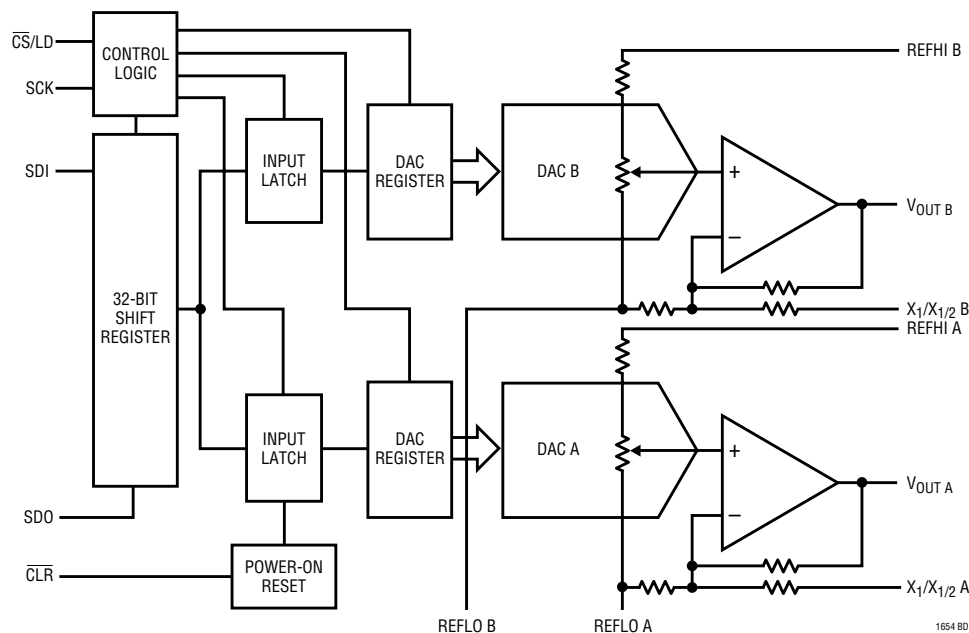 CS/LD
SCK
CONTROL
LOGIC
SDI
32-BIT
SHIFT
REGISTER
SDO
CLR
INPUT
LATCH
DAC
REGISTER
DAC B
+
–
REFHI B
VOUT B
X1/X1/2 B
REFHI A
INPUT
LATCH
DAC
REGISTER
DAC A
+
–
VOUT A
X1/X1/2 A
POWER-ON
RESET
REFLO B
REFLO A
1654 BD